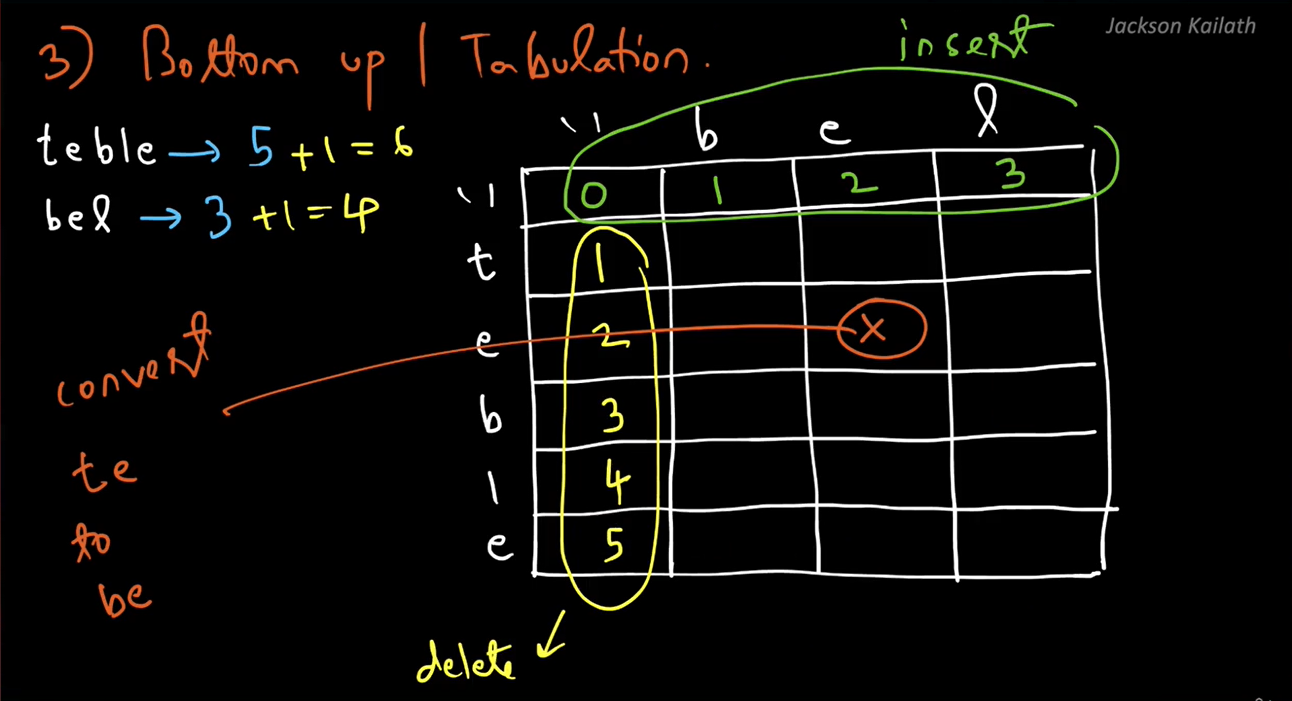 Jackson Kailath
3) Bottom up | Tabulation.
insert
teble → 5 +1 = 6
bel → 3 +1 = 4
'' b e l
'' 0 1 2 3
t 1
e 2 x
b 3
l 4
e 5
convert
te
to
be
delete